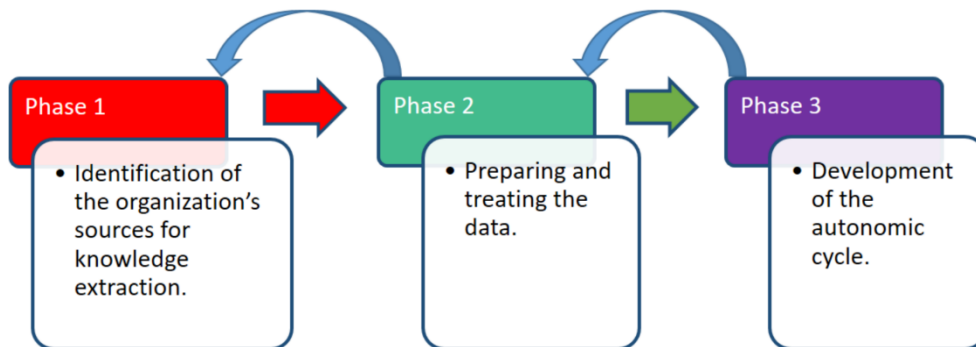 Phase 1
• Identification of
the organization’s
sources for
knowledge
extraction.
Phase 2
• Preparing and
treating the
data.
Phase 3
• Development
of the
autonomic
cycle.